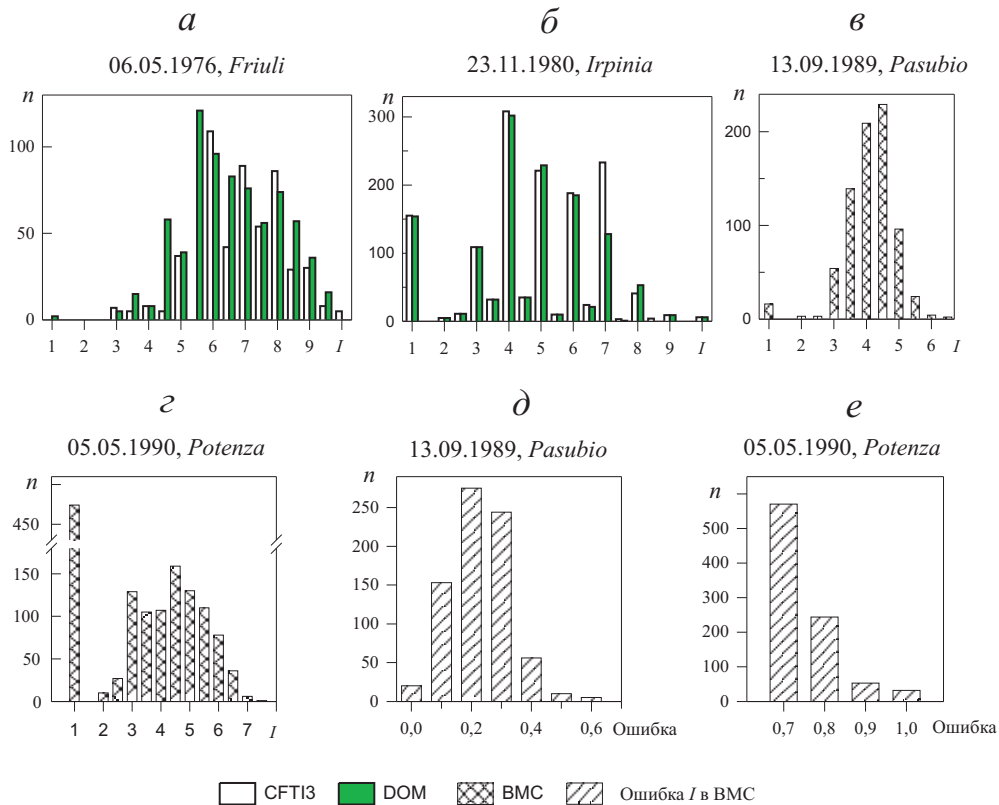 а
06.05.1976, Friuli
n
100
50
0
1 2 3 4 5 6 7 8 9 I
б
23.11.1980, Irpinia
n
300
200
100
0
1 2 3 4 5 6 7 8 9 I
в
13.09.1989, Pasubio
n
200
100
0
1 2 3 4 5 6 I
г
05.05.1990, Potenza
n
450
150
100
50
0
1 2 3 4 5 6 7 I
д
13.09.1989, Pasubio
n
250
200
150
100
50
0
0,0 0,2 0,4 0,6 Ошибка
е
05.05.1990, Potenza
n
500
400
300
200
100
0
0,7 0,8 0,9 1,0 Ошибка
CFTI3 DOM BMC Ошибка I в BMC